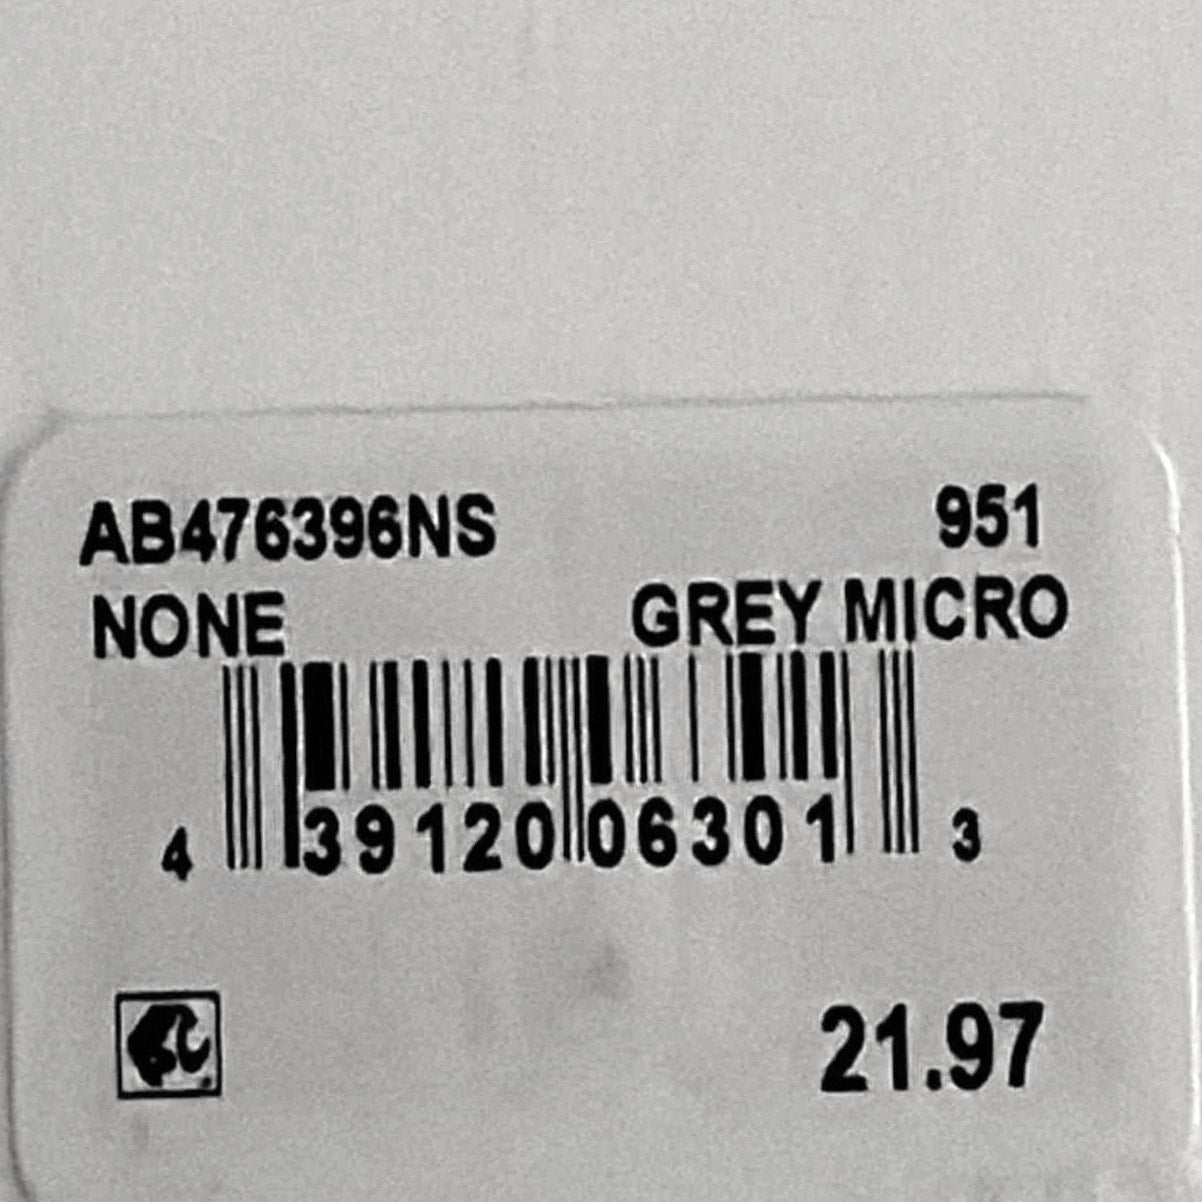 AB476396NS 951
NONE GREY MICRO
4 39120 06301 3
21.97